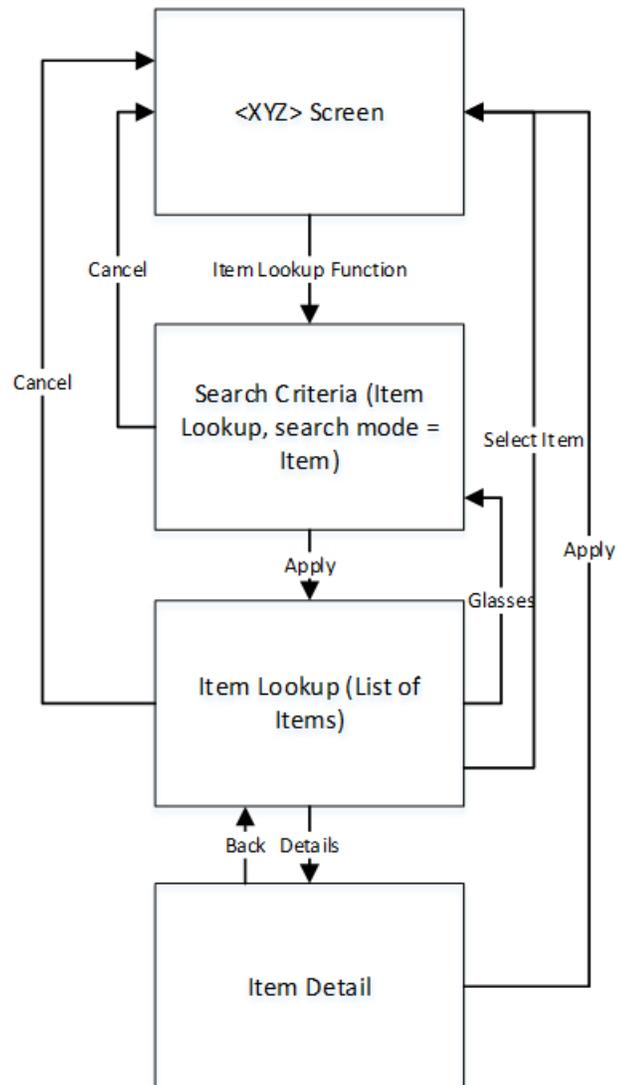 <XYZ> Screen
Cancel
Item Lookup Function
Cancel
Search Criteria (Item
Lookup, search mode =
Item)
Select Item
Apply
Apply
Glasses
Item Lookup (List of
Items)
Back
Details
Item Detail